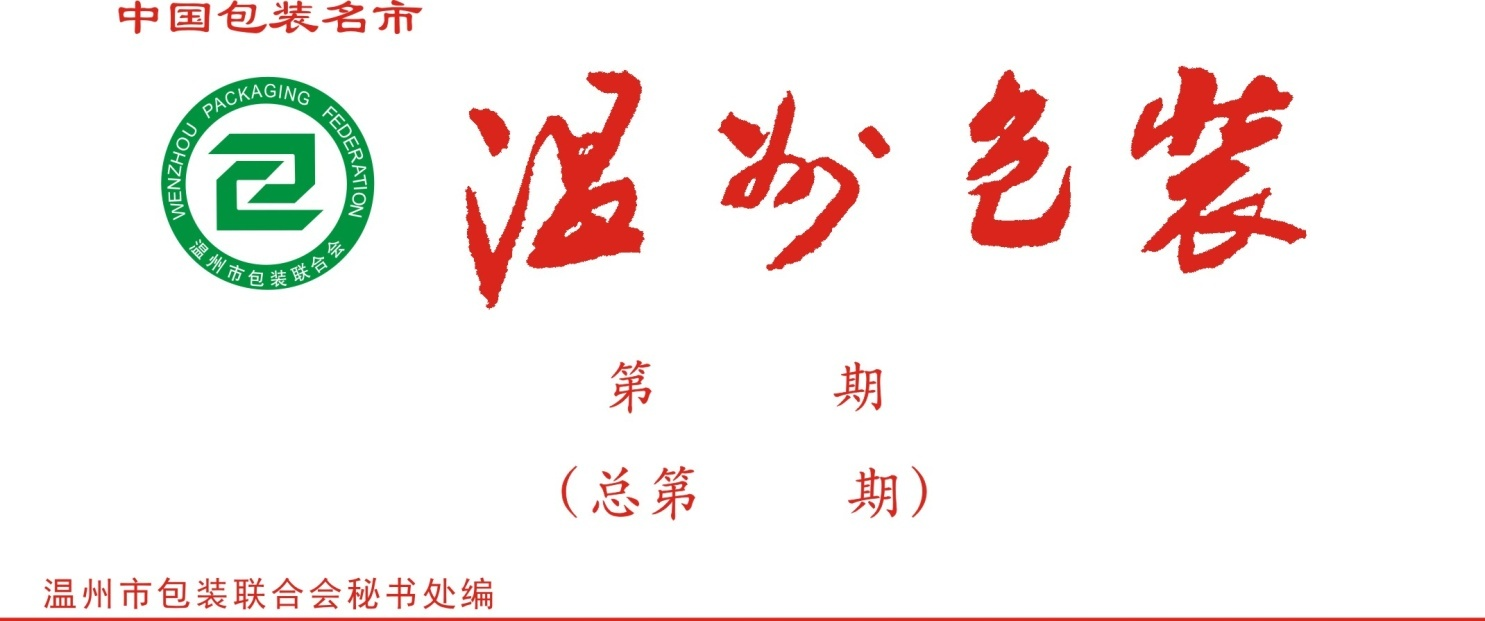 中国包装名市
WENZHOU PACKAGING FEDERATION
温州市包装联合会
温州包装
第 期
(总第 期)
温州市包装联合会秘书处编